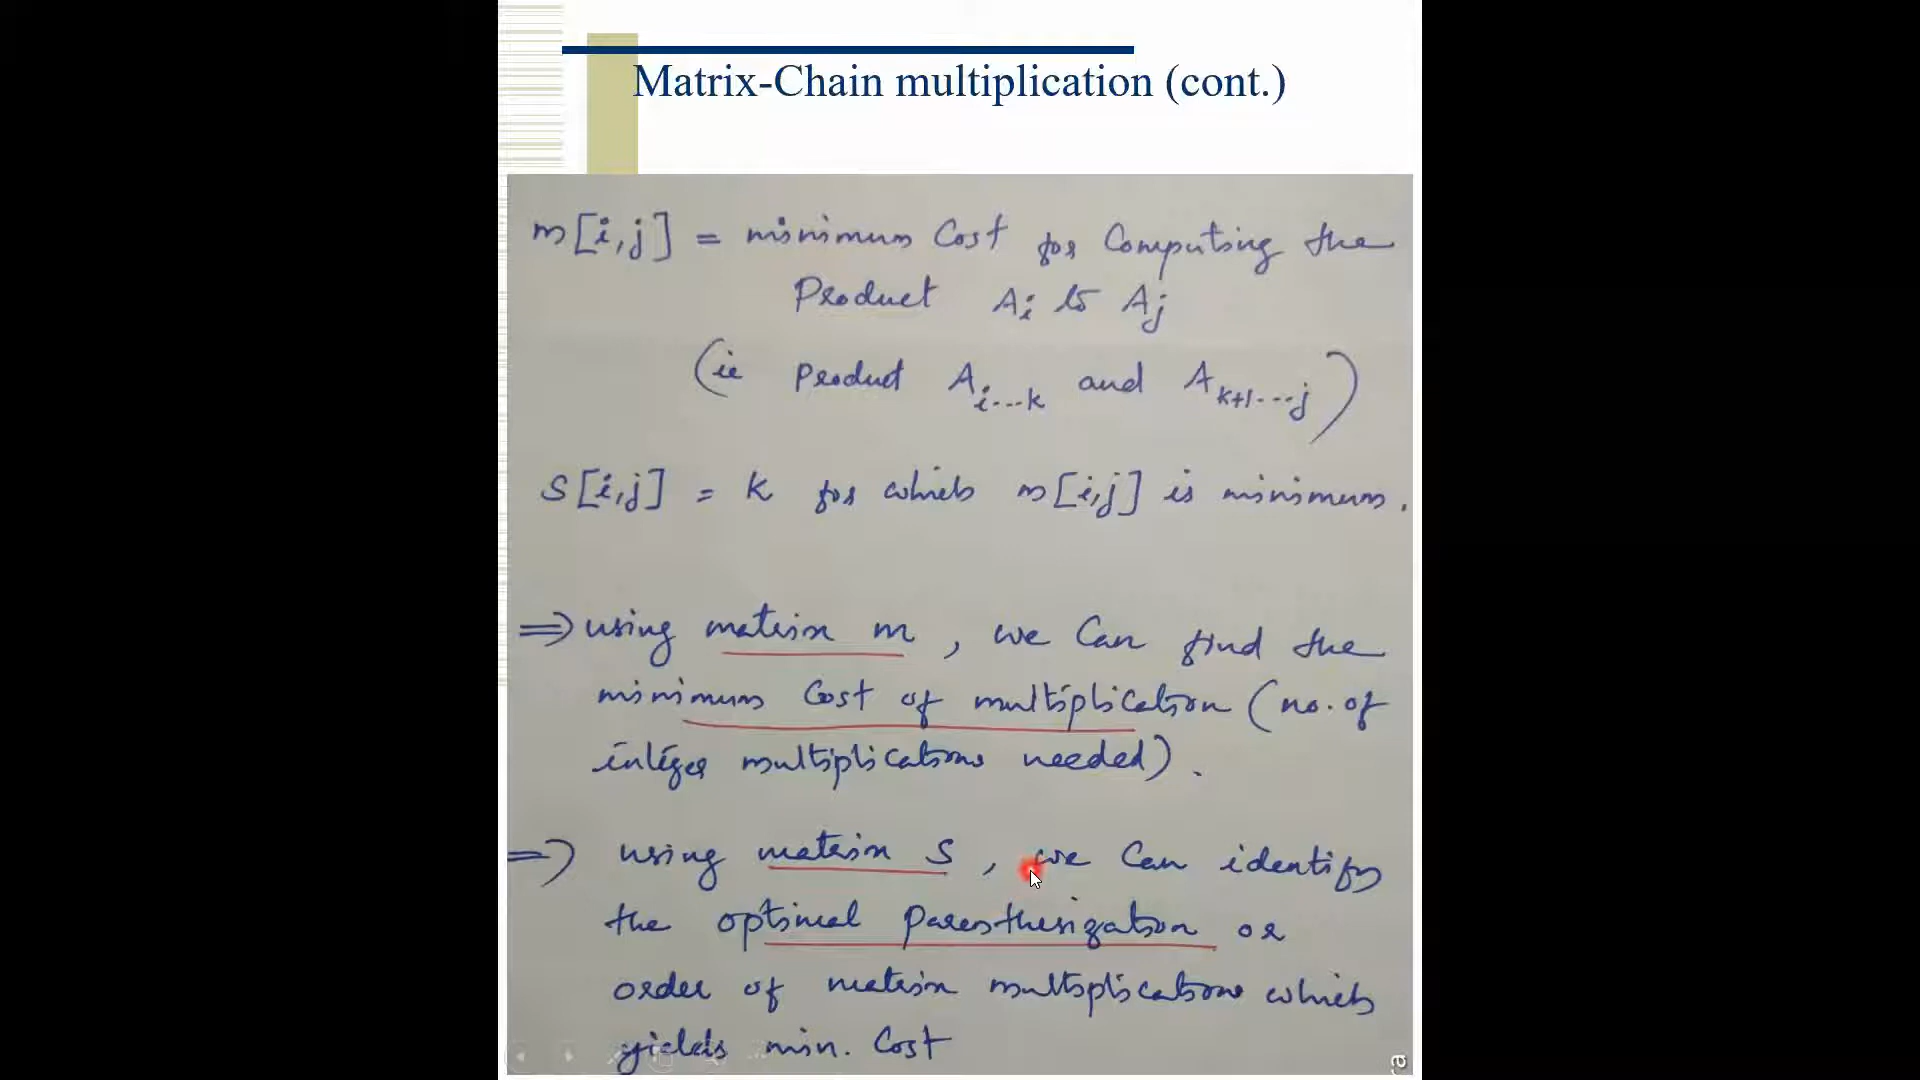 Matrix-Chain multiplication (cont.)
m[i,j] = minimum Cost for Computing the
Product Ai to Aj
(ie Product Ai...k and Ak+1...j)
S[i,j] = k for which m[i,j] is minimum.
⇒ using matrix m, we Can find the
minimum Cost of multiplication (no. of
integer multiplications needed).
⇒ using matrix S, we Can identify
the optimal Parenthesization or
order of matrix multiplications which
yields min. Cost